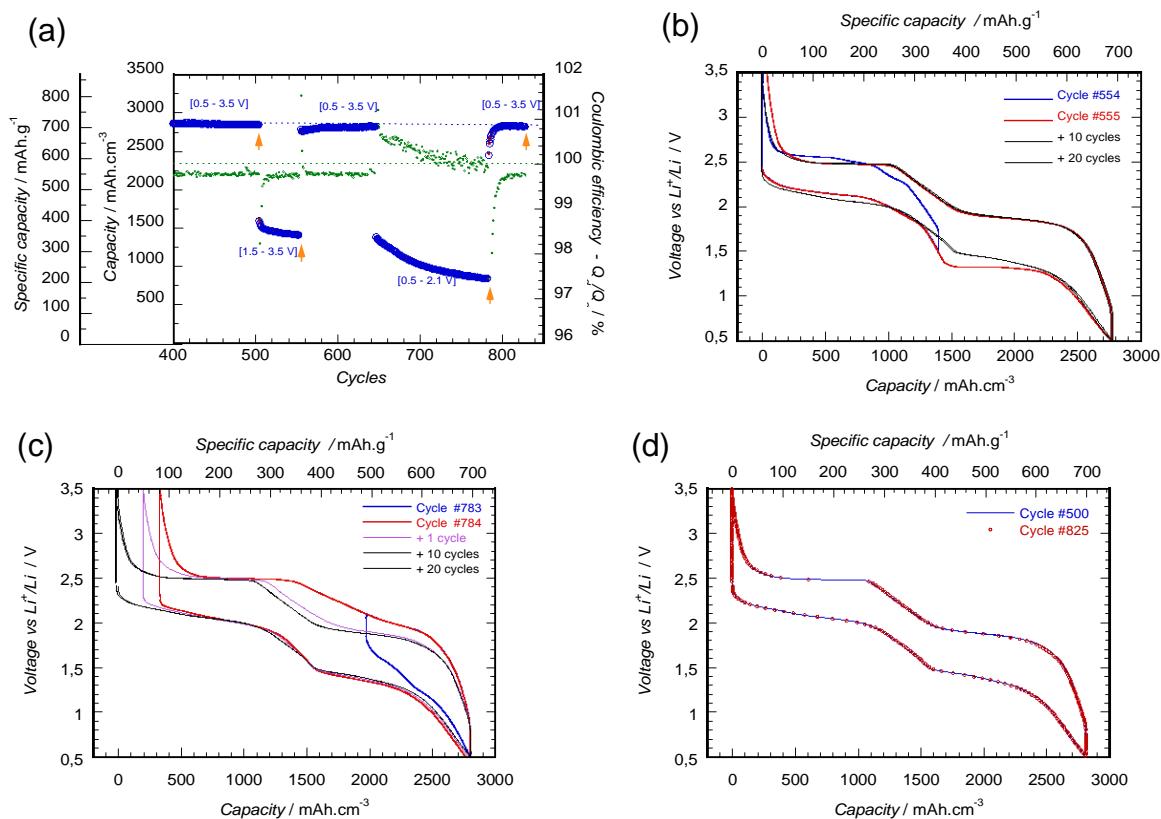 (a)
Specific capacity / mAh.g-1
800
700
600
500
400
300
200
100
0
Capacity / mAh.cm-3
3500
3000
2500
2000
1500
1000
500
0
[0.5 - 3.5 V]
[0.5 - 3.5 V]
[0.5 - 3.5 V]
[1.5 - 3.5 V]
[0.5 - 2.1 V]
400
500
600
700
800
Cycles
102
101
100
99
98
97
96
Coulombic efficiency - Q
/Q
/ %
(b)
Specific capacity / mAh.g-1
0 100 200 300 400 500 600 700
3,5
3
2.5
2
1.5
1
0,5
Voltage vs Li+/Li / V
Cycle #554
Cycle #555
+ 10 cycles
+ 20 cycles
0 500 1000 1500 2000 2500 3000
Capacity / mAh.cm-3
(c)
Specific capacity / mAh.g-1
0 100 200 300 400 500 600 700
3,5
3
2.5
2
1.5
1
0,5
Voltage vs Li+/Li / V
Cycle #783
Cycle #784
+ 1 cycle
+ 10 cycles
+ 20 cycles
0 500 1000 1500 2000 2500 3000
Capacity / mAh.cm-3
(d)
Specific capacity / mAh.g-1
0 100 200 300 400 500 600 700
3,5
3
2.5
2
1.5
1
0,5
Voltage vs Li+/Li / V
Cycle #500
Cycle #825
0 500 1000 1500 2000 2500 3000
Capacity / mAh.cm-3